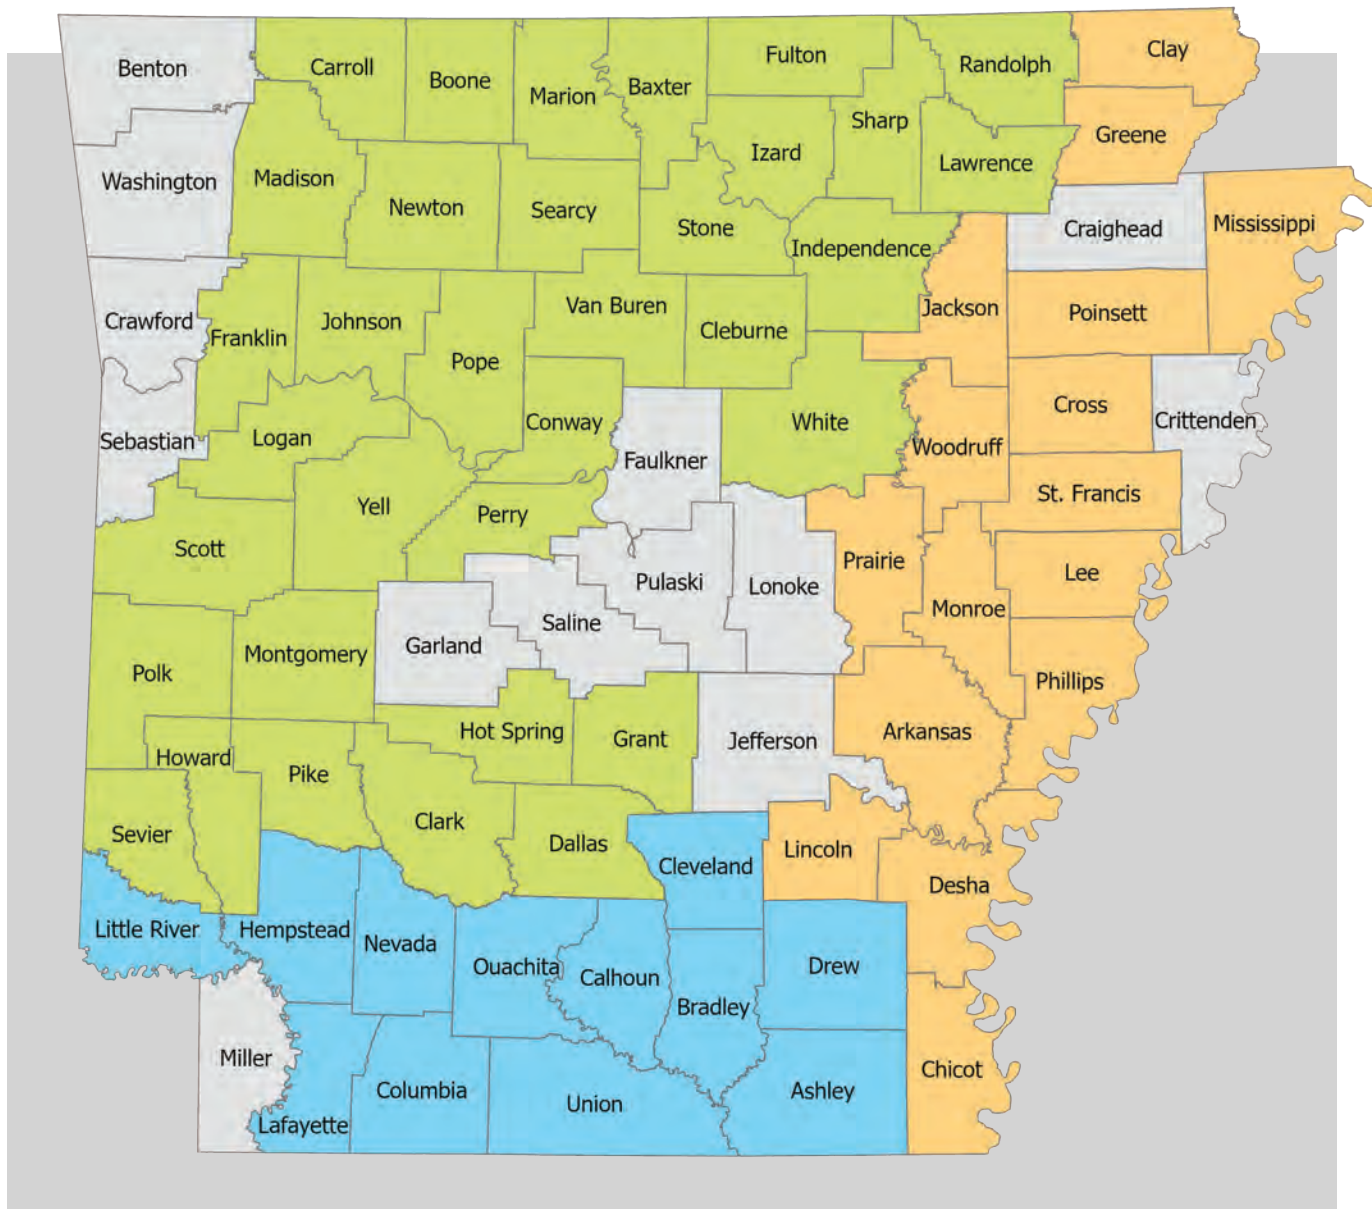 Benton
Carroll
Boone
Marion
Baxter
Fulton
Randolph
Clay
Sharp
Izard
Greene
Lawrence
Washington
Madison
Newton
Searcy
Stone
Independence
Craighead
Mississippi
Crawford
Franklin
Johnson
Pope
Van Buren
Cleburne
Jackson
Poinsett
Sebastian
Logan
Conway
White
Woodruff
Cross
Crittenden
Faulkner
Yell
Perry
St. Francis
Scott
Pulaski
Lonoke
Prairie
Lee
Monroe
Saline
Garland
Montgomery
Polk
Phillips
Hot Spring
Grant
Jefferson
Arkansas
Howard
Pike
Clark
Sevier
Dallas
Cleveland
Lincoln
Desha
Little River
Hempstead
Nevada
Ouachita
Calhoun
Drew
Bradley
Miller
Chicot
Columbia
Union
Ashley
Lafayette